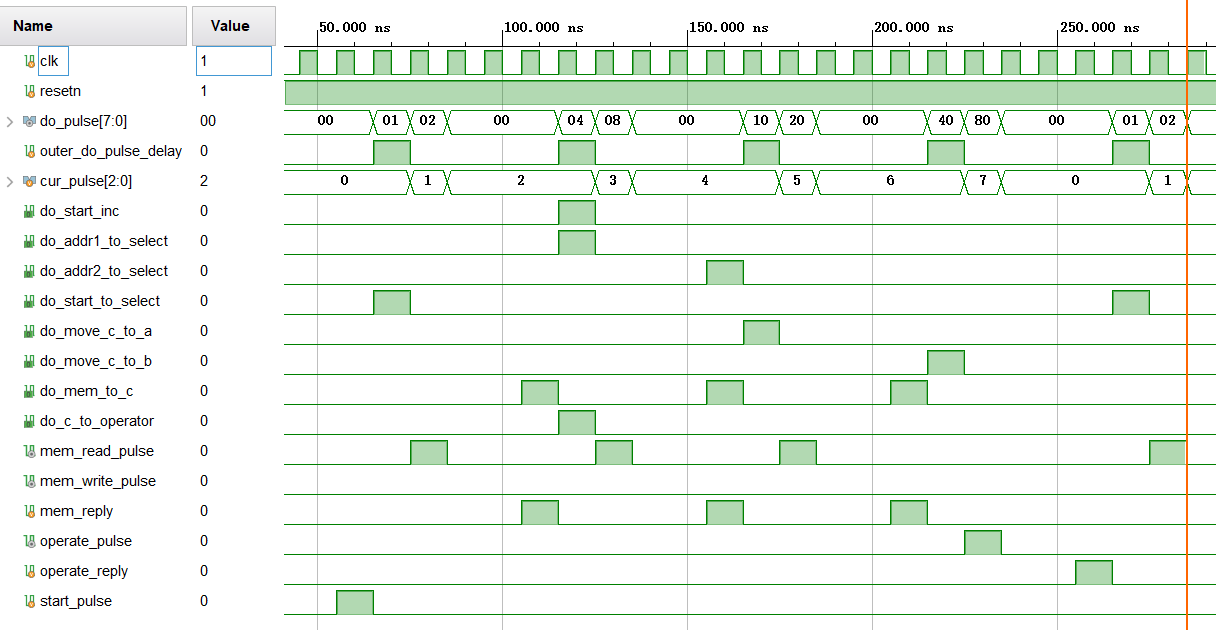 Name Value 50.000 ns 100.000 ns 150.000 ns 200.000 ns 250.000 ns
clk 1
resetn 1
do_pulse[7:0] 00 00 01 02 00 04 08 00 10 20 00 40 80 00 01 02
outer_do_pulse_delay 0
cur_pulse[2:0] 2 0 1 2 3 4 5 6 7 0 1
do_start_inc 0
do_addr1_to_select 0
do_addr2_to_select 0
do_start_to_select 0
do_move_c_to_a 0
do_move_c_to_b 0
do_mem_to_c 0
do_c_to_operator 0
mem_read_pulse 0
mem_write_pulse 0
mem_reply 0
operate_pulse 0
operate_reply 0
start_pulse 0